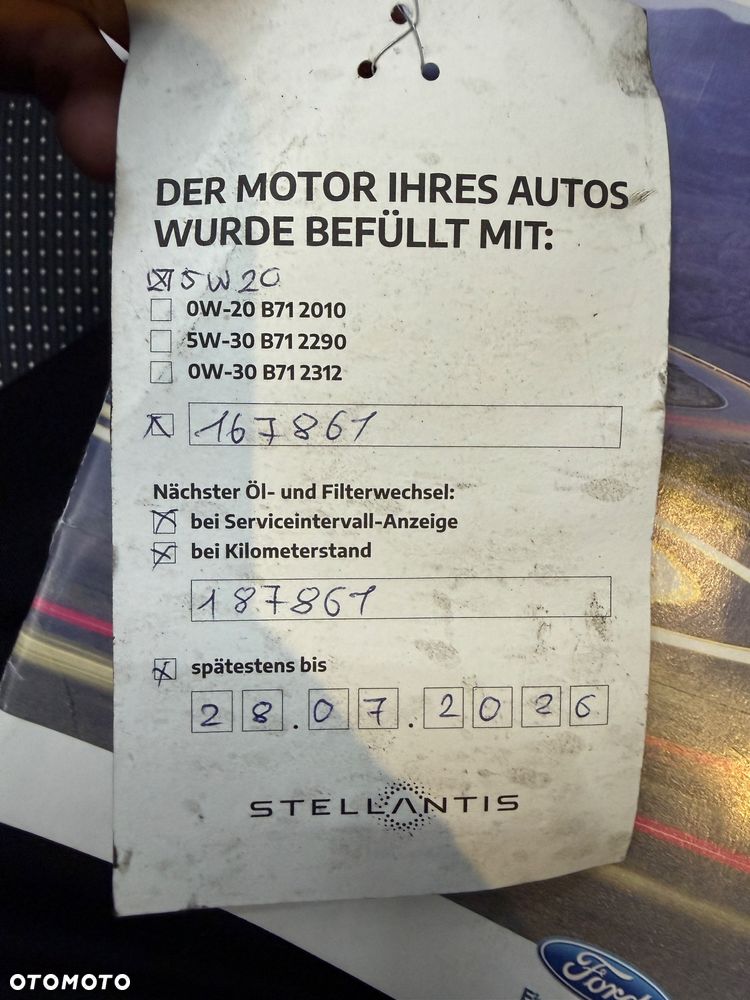 DER MOTOR IHRES AUTOS
WURDE BEFÜLLT MIT:
5W20
0W-20 B71 2010
5W-30 B71 2290
0W-30 B71 2312
167861
Nächster Öl- und Filterwechsel:
bei Serviceintervall-Anzeige
bei Kilometerstand
187861
spätestens bis
28.07.2026
STELLANTIS
Ford
OTOMOTO